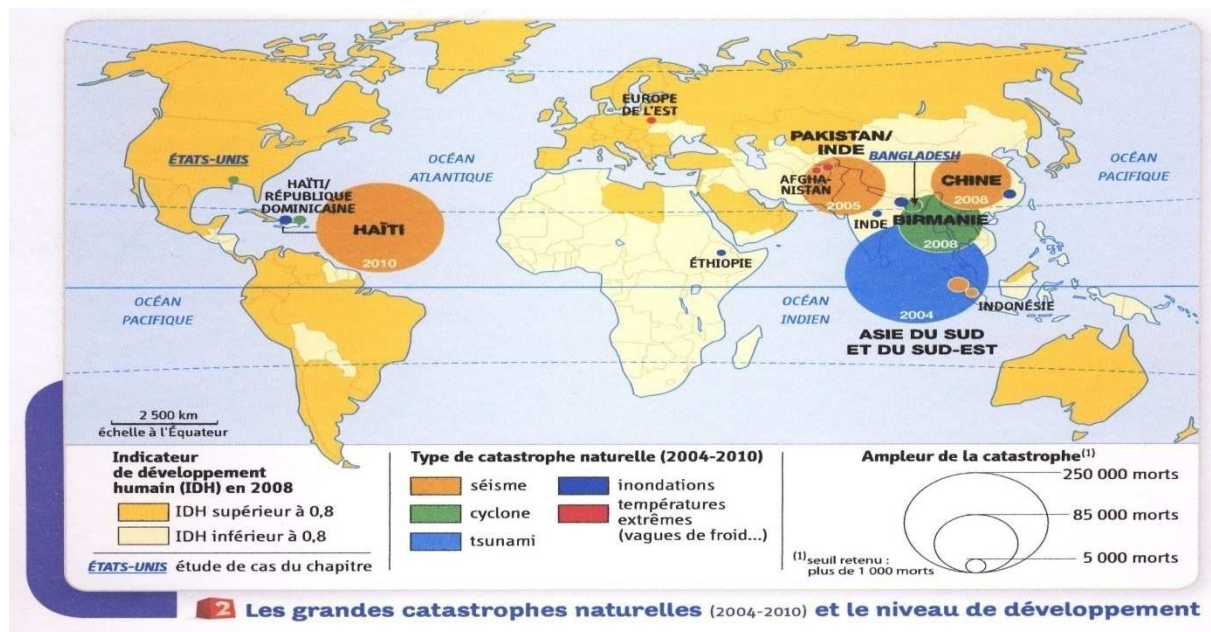 EUROPE
DE L'EST
PAKISTAN/
INDE
BANGLADESH
ÉTATS-UNIS
OCÉAN
ATLANTIQUE
OCÉAN
PACIFIQUE
HAÏTI/
RÉPUBLIQUE
DOMINICAINE
AFGHA-
NISTAN
CHINE
2005
2008
HAÏTI
2010
INDE
BIRMANIE
2008
ÉTHIOPIE
OCÉAN
PACIFIQUE
OCÉAN
INDIEN
2004
INDONÉSIE
ASIE DU SUD
ET DU SUD-EST
2 500 km
échelle à l'Équateur
Indicateur
de développement
humain (IDH) en 2008
IDH supérieur à 0,8
IDH inférieur à 0,8
ÉTATS-UNIS étude de cas du chapitre
Type de catastrophe naturelle (2004-2010)
séisme
cyclone
tsunami
inondations
températures
extrêmes
(vagues de froid...)
Ampleur de la catastrophe(1)
250 000 morts
85 000 morts
5 000 morts
(1) seuil retenu :
plus de 1 000 morts
2 Les grandes catastrophes naturelles (2004-2010) et le niveau de développement